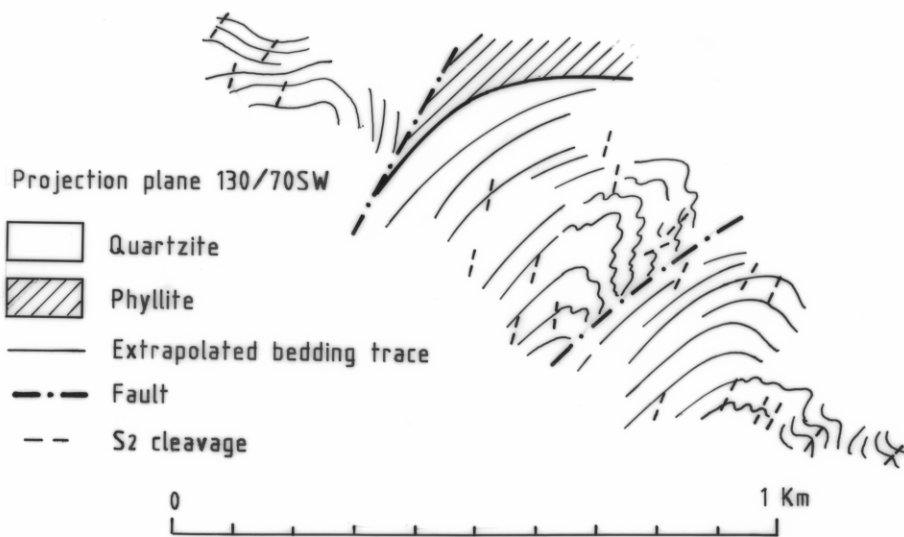 Projection plane 130/70SW
Quartzite
Phyllite
Extrapolated bedding trace
Fault
S2 cleavage
0 1 Km